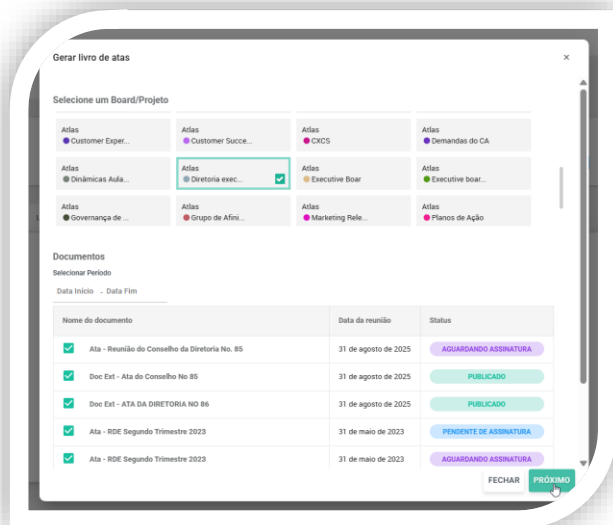 Gerar livro de atas
×
Selecione um Board/Projeto
Atlas Atlas Atlas Atlas
Customer Exper... Customer Succe... CXCS Demandas do CA
Atlas Atlas Atlas Atlas
Dinâmicas Aula... Diretoria exec... Executive Boar Executive boar...
Atlas Atlas Atlas Atlas
Governança de ... Grupo de Afini... Marketing Rele... Planos de Ação
Documentos
Selecionar Período
Data Início - Data Fim
Nome do documento Data da reunião Status
Ata - Reunião do Conselho da Diretoria No. 85 31 de agosto de 2025 AGUARDANDO ASSINATURA
Doc Ext - Ata do Conselho No 85 31 de agosto de 2025 PUBLICADO
Doc Ext - ATA DA DIRETORIA NO 86 31 de agosto de 2025 PUBLICADO
Ata - RDE Segundo Trimestre 2023 31 de maio de 2023 PENDENTE DE ASSINATURA
Ata - RDE Segundo Trimestre 2023 31 de maio de 2023 AGUARDANDO ASSINATURA
FECHAR PRÓXIMO